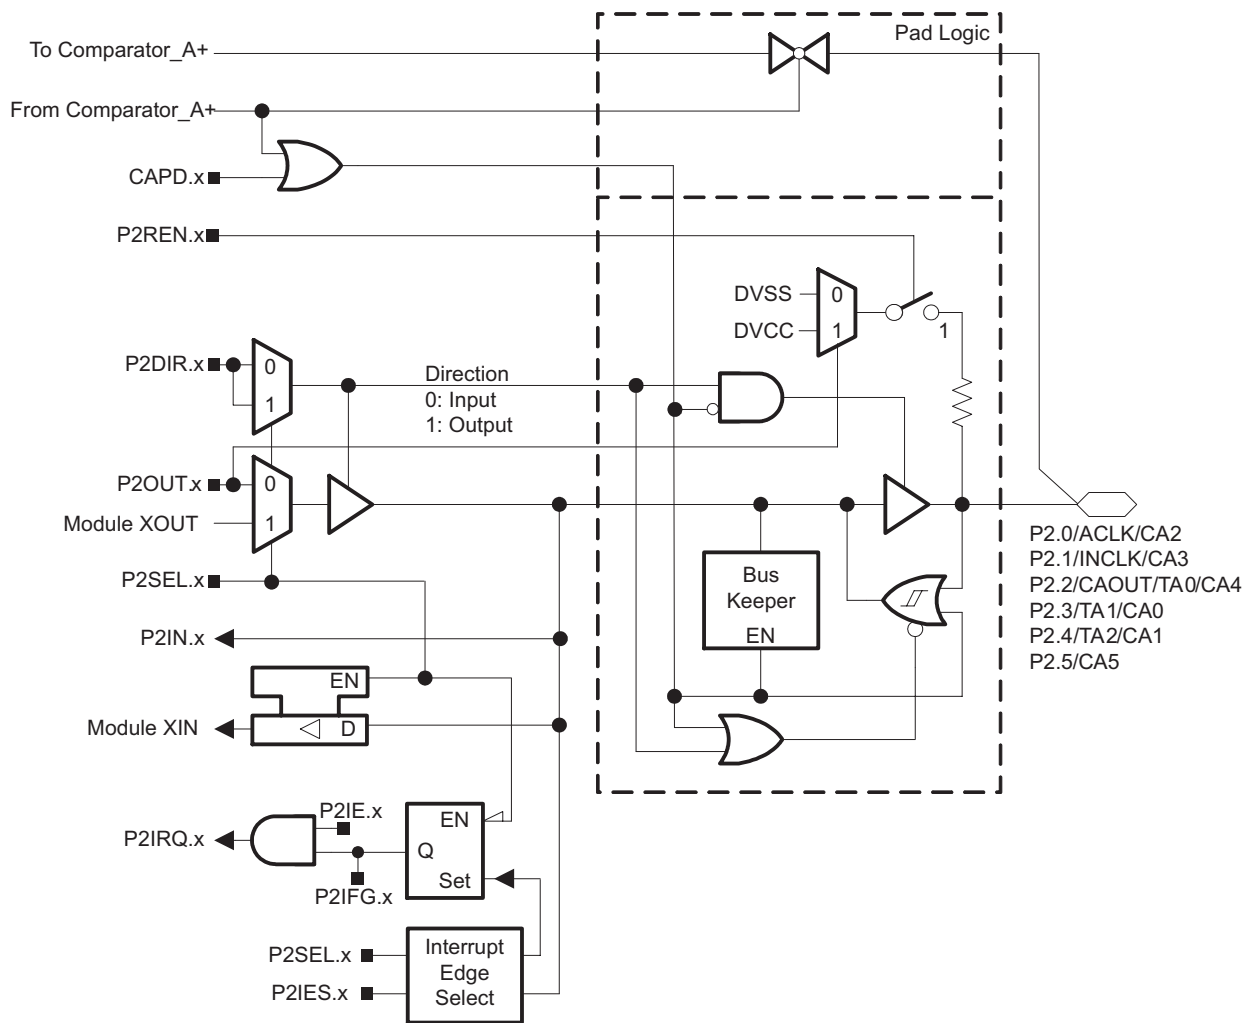 Pad Logic
To Comparator_A+
From Comparator_A+
CAPD.x
P2REN.x
DVSS
0
DVCC
1
1
P2DIR.x
0
1
Direction
0: Input
1: Output
P2OUT.x
0
Module XOUT
1
P2SEL.x
P2.0/ACLK/CA2
P2.1/INCLK/CA3
P2.2/CAOUT/TA0/CA4
P2.3/TA1/CA0
P2.4/TA2/CA1
P2.5/CA5
Bus
Keeper
EN
P2IN.x
EN
Module XIN
D
P2IE.x
P2IRQ.x
EN
Q
Set
P2IFG.x
P2SEL.x
P2IES.x
Interrupt
Edge
Select